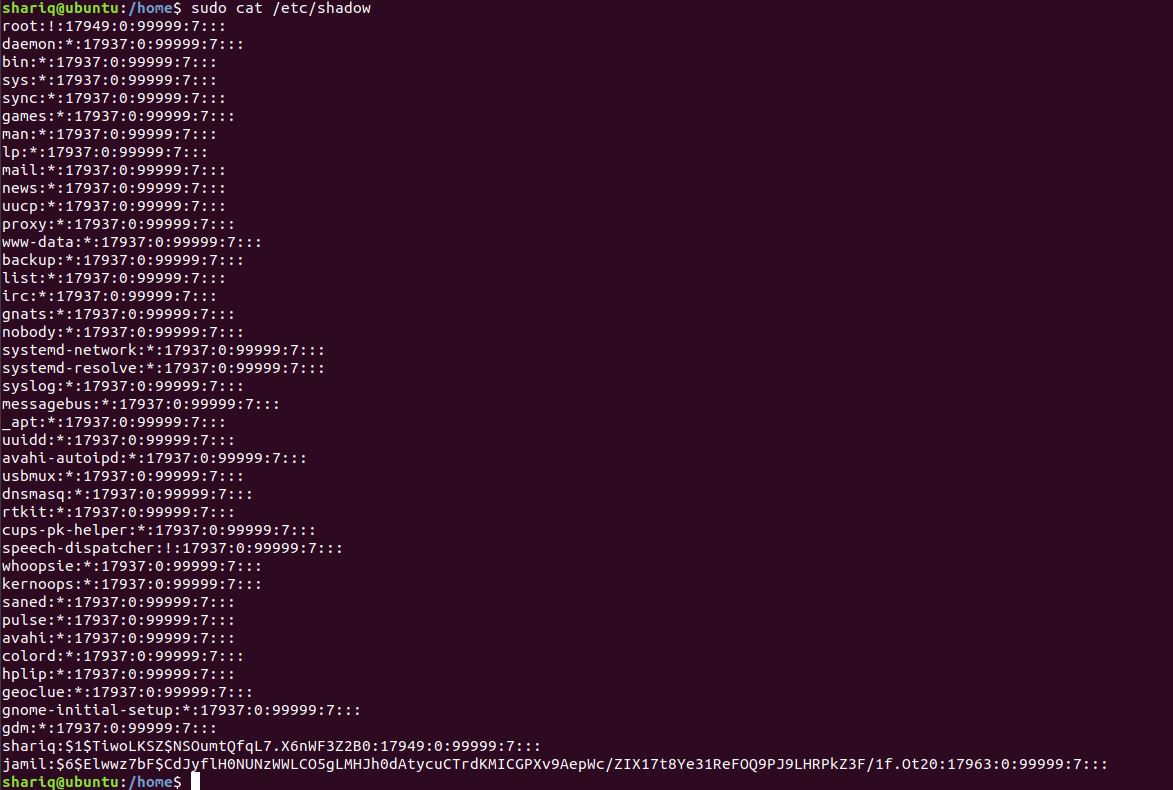 shariq@ubuntu:/home$ sudo cat /etc/shadow
root:!:17949:0:99999:7:::
daemon:*:17937:0:99999:7:::
bin:*:17937:0:99999:7:::
sys:*:17937:0:99999:7:::
sync:*:17937:0:99999:7:::
games:*:17937:0:99999:7:::
man:*:17937:0:99999:7:::
lp:*:17937:0:99999:7:::
mail:*:17937:0:99999:7:::
news:*:17937:0:99999:7:::
uucp:*:17937:0:99999:7:::
proxy:*:17937:0:99999:7:::
www-data:*:17937:0:99999:7:::
backup:*:17937:0:99999:7:::
list:*:17937:0:99999:7:::
irc:*:17937:0:99999:7:::
gnats:*:17937:0:99999:7:::
nobody:*:17937:0:99999:7:::
systemd-network:*:17937:0:99999:7:::
systemd-resolve:*:17937:0:99999:7:::
syslog:*:17937:0:99999:7:::
messagebus:*:17937:0:99999:7:::
_apt:*:17937:0:99999:7:::
uuidd:*:17937:0:99999:7:::
avahi-autoipd:*:17937:0:99999:7:::
usbmux:*:17937:0:99999:7:::
dnsmasq:*:17937:0:99999:7:::
rtkit:*:17937:0:99999:7:::
cups-pk-helper:*:17937:0:99999:7:::
speech-dispatcher:!:17937:0:99999:7:::
whoopsie:*:17937:0:99999:7:::
kernoops:*:17937:0:99999:7:::
saned:*:17937:0:99999:7:::
pulse:*:17937:0:99999:7:::
avahi:*:17937:0:99999:7:::
colord:*:17937:0:99999:7:::
hplip:*:17937:0:99999:7:::
geoclue:*:17937:0:99999:7:::
gnome-initial-setup:*:17937:0:99999:7:::
gdm:*:17937:0:99999:7:::
shariq:$1$TiwoLKSZ$NSOumtQfqL7.X6nWF3Z2B0:17949:0:99999:7:::
jamil:$6$Elwwz7bF$CdJyflH0NUNzWWLCO5gLMHJh0dAtycuCTrdKMICGPXv9AepWc/ZIX17t8Ye31ReFOQ9PJ9LHRPkZ3F/1f.Ot20:17963:0:99999:7:::
shariq@ubuntu:/home$